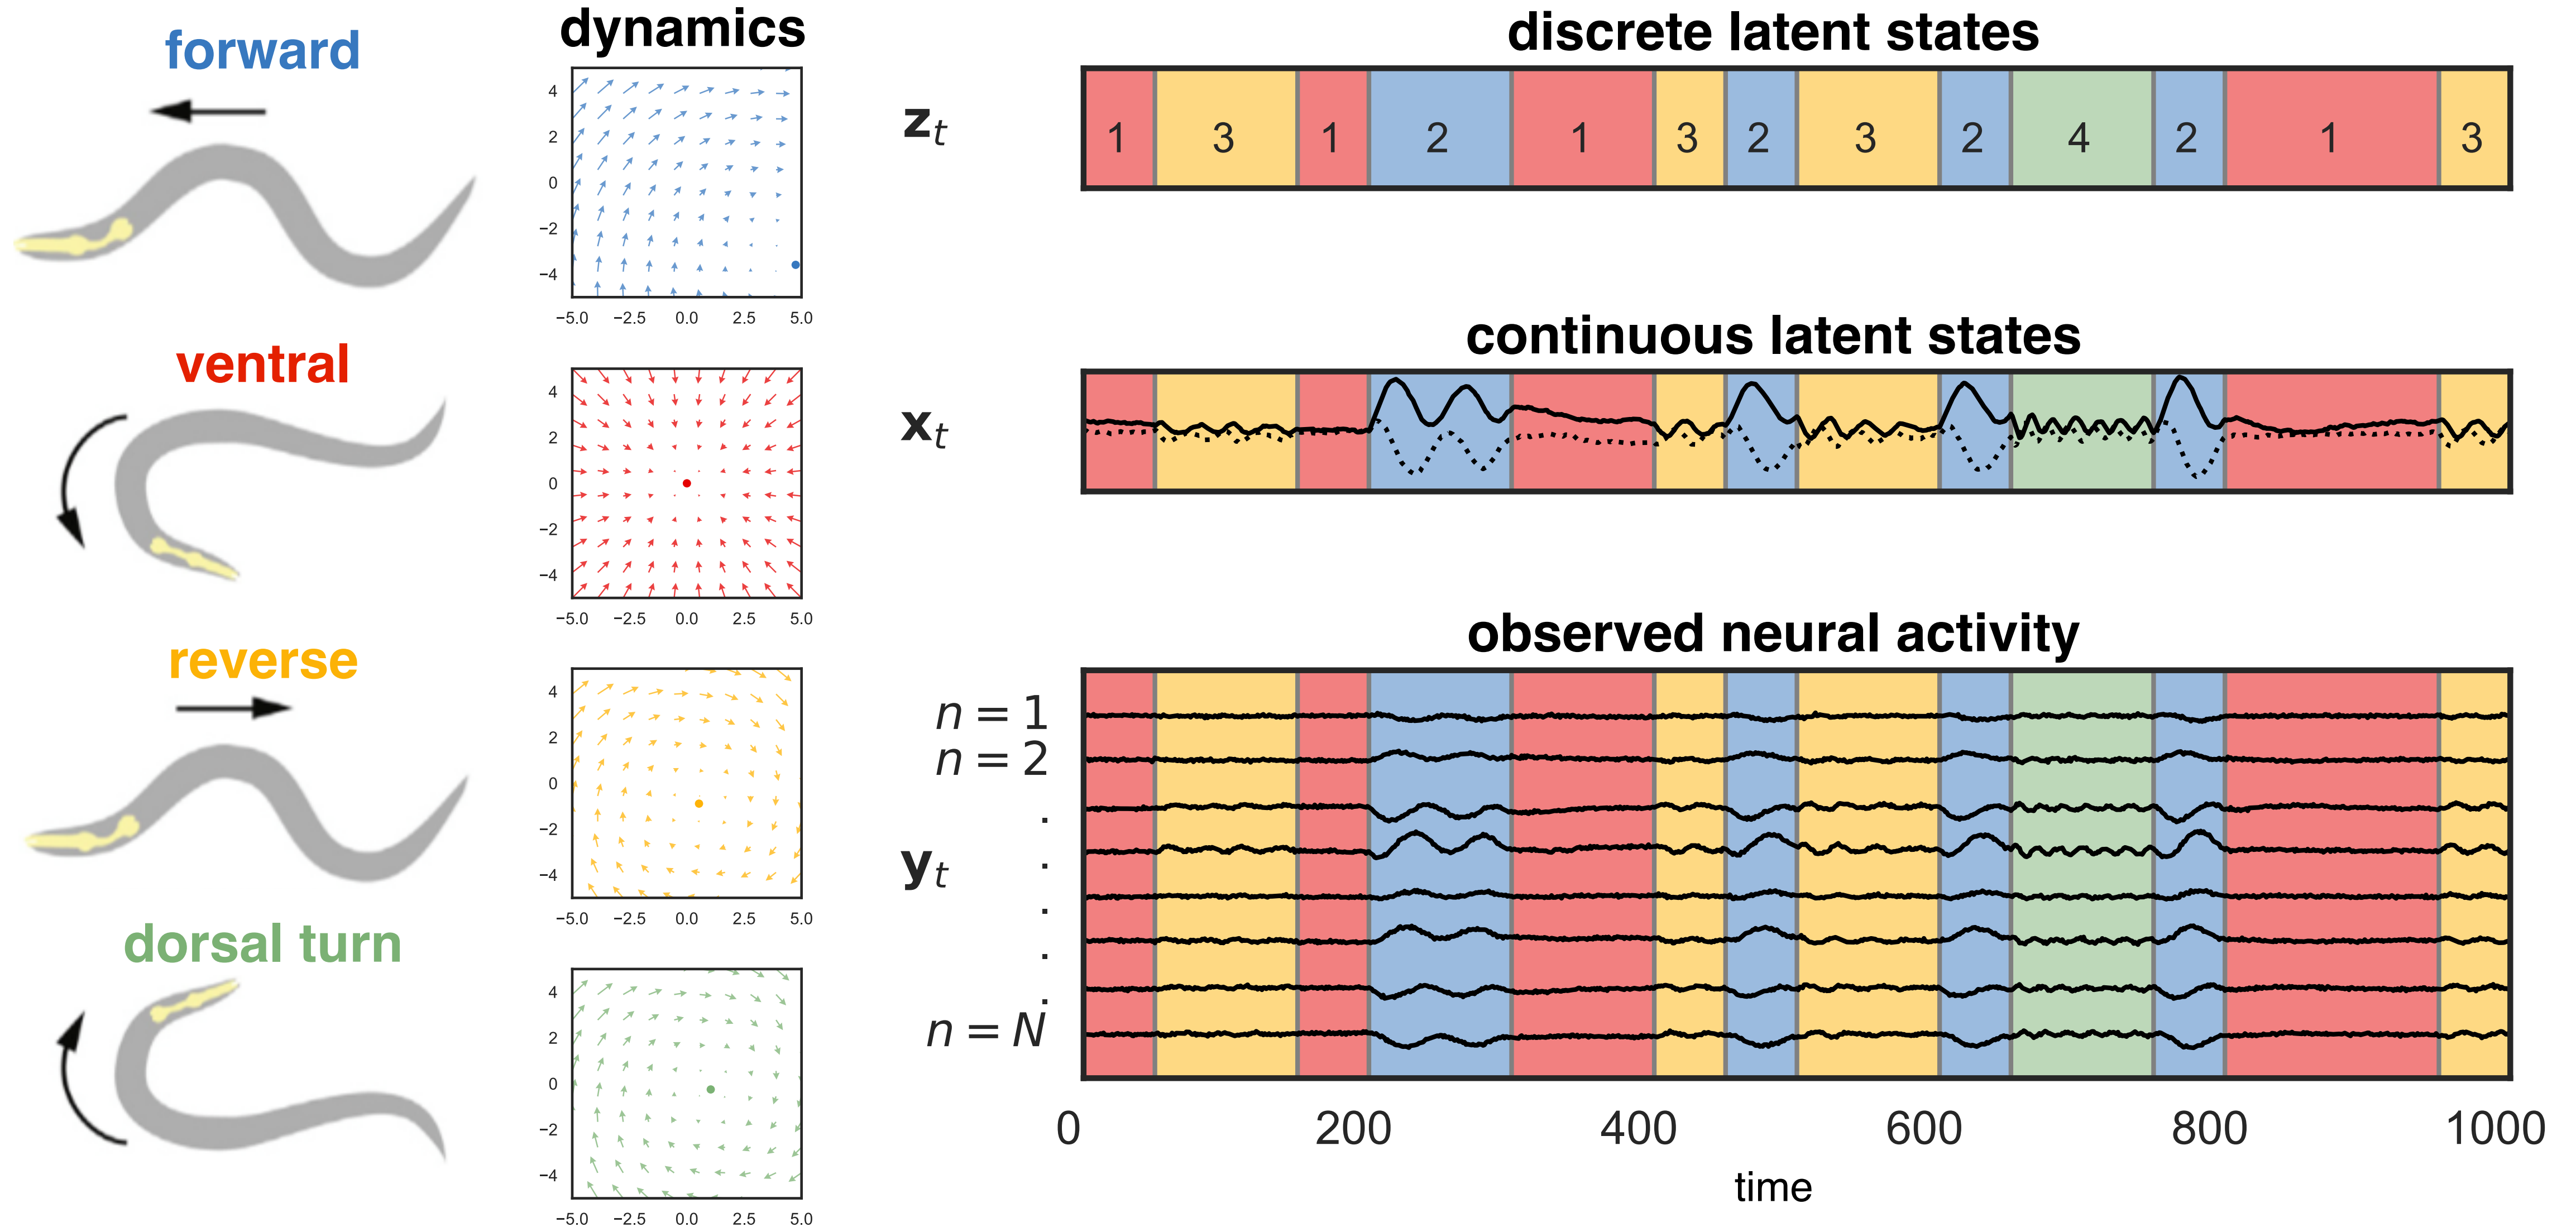 forward
dynamics
4
2
0
−2
−4
−5.0 −2.5 0.0 2.5 5.0
ventral
4
2
0
−2
−4
−5.0 −2.5 0.0 2.5 5.0
reverse
4
2
0
−2
−4
−5.0 −2.5 0.0 2.5 5.0
dorsal turn
4
2
0
−2
−4
−5.0 −2.5 0.0 2.5 5.0
discrete latent states
z_t
1 3 1 2 1 3 2 3 2 4 2 1 3
continuous latent states
x_t
observed neural activity
n = 1
n = 2
.
.
y_t
.
.
.
n = N
0 200 400 600 800 1000
time